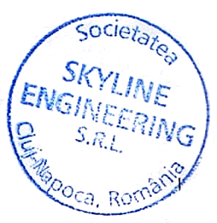 Societatea
SKYLINE
ENGINEERING
S.R.L.
Cluj-Napoca, România